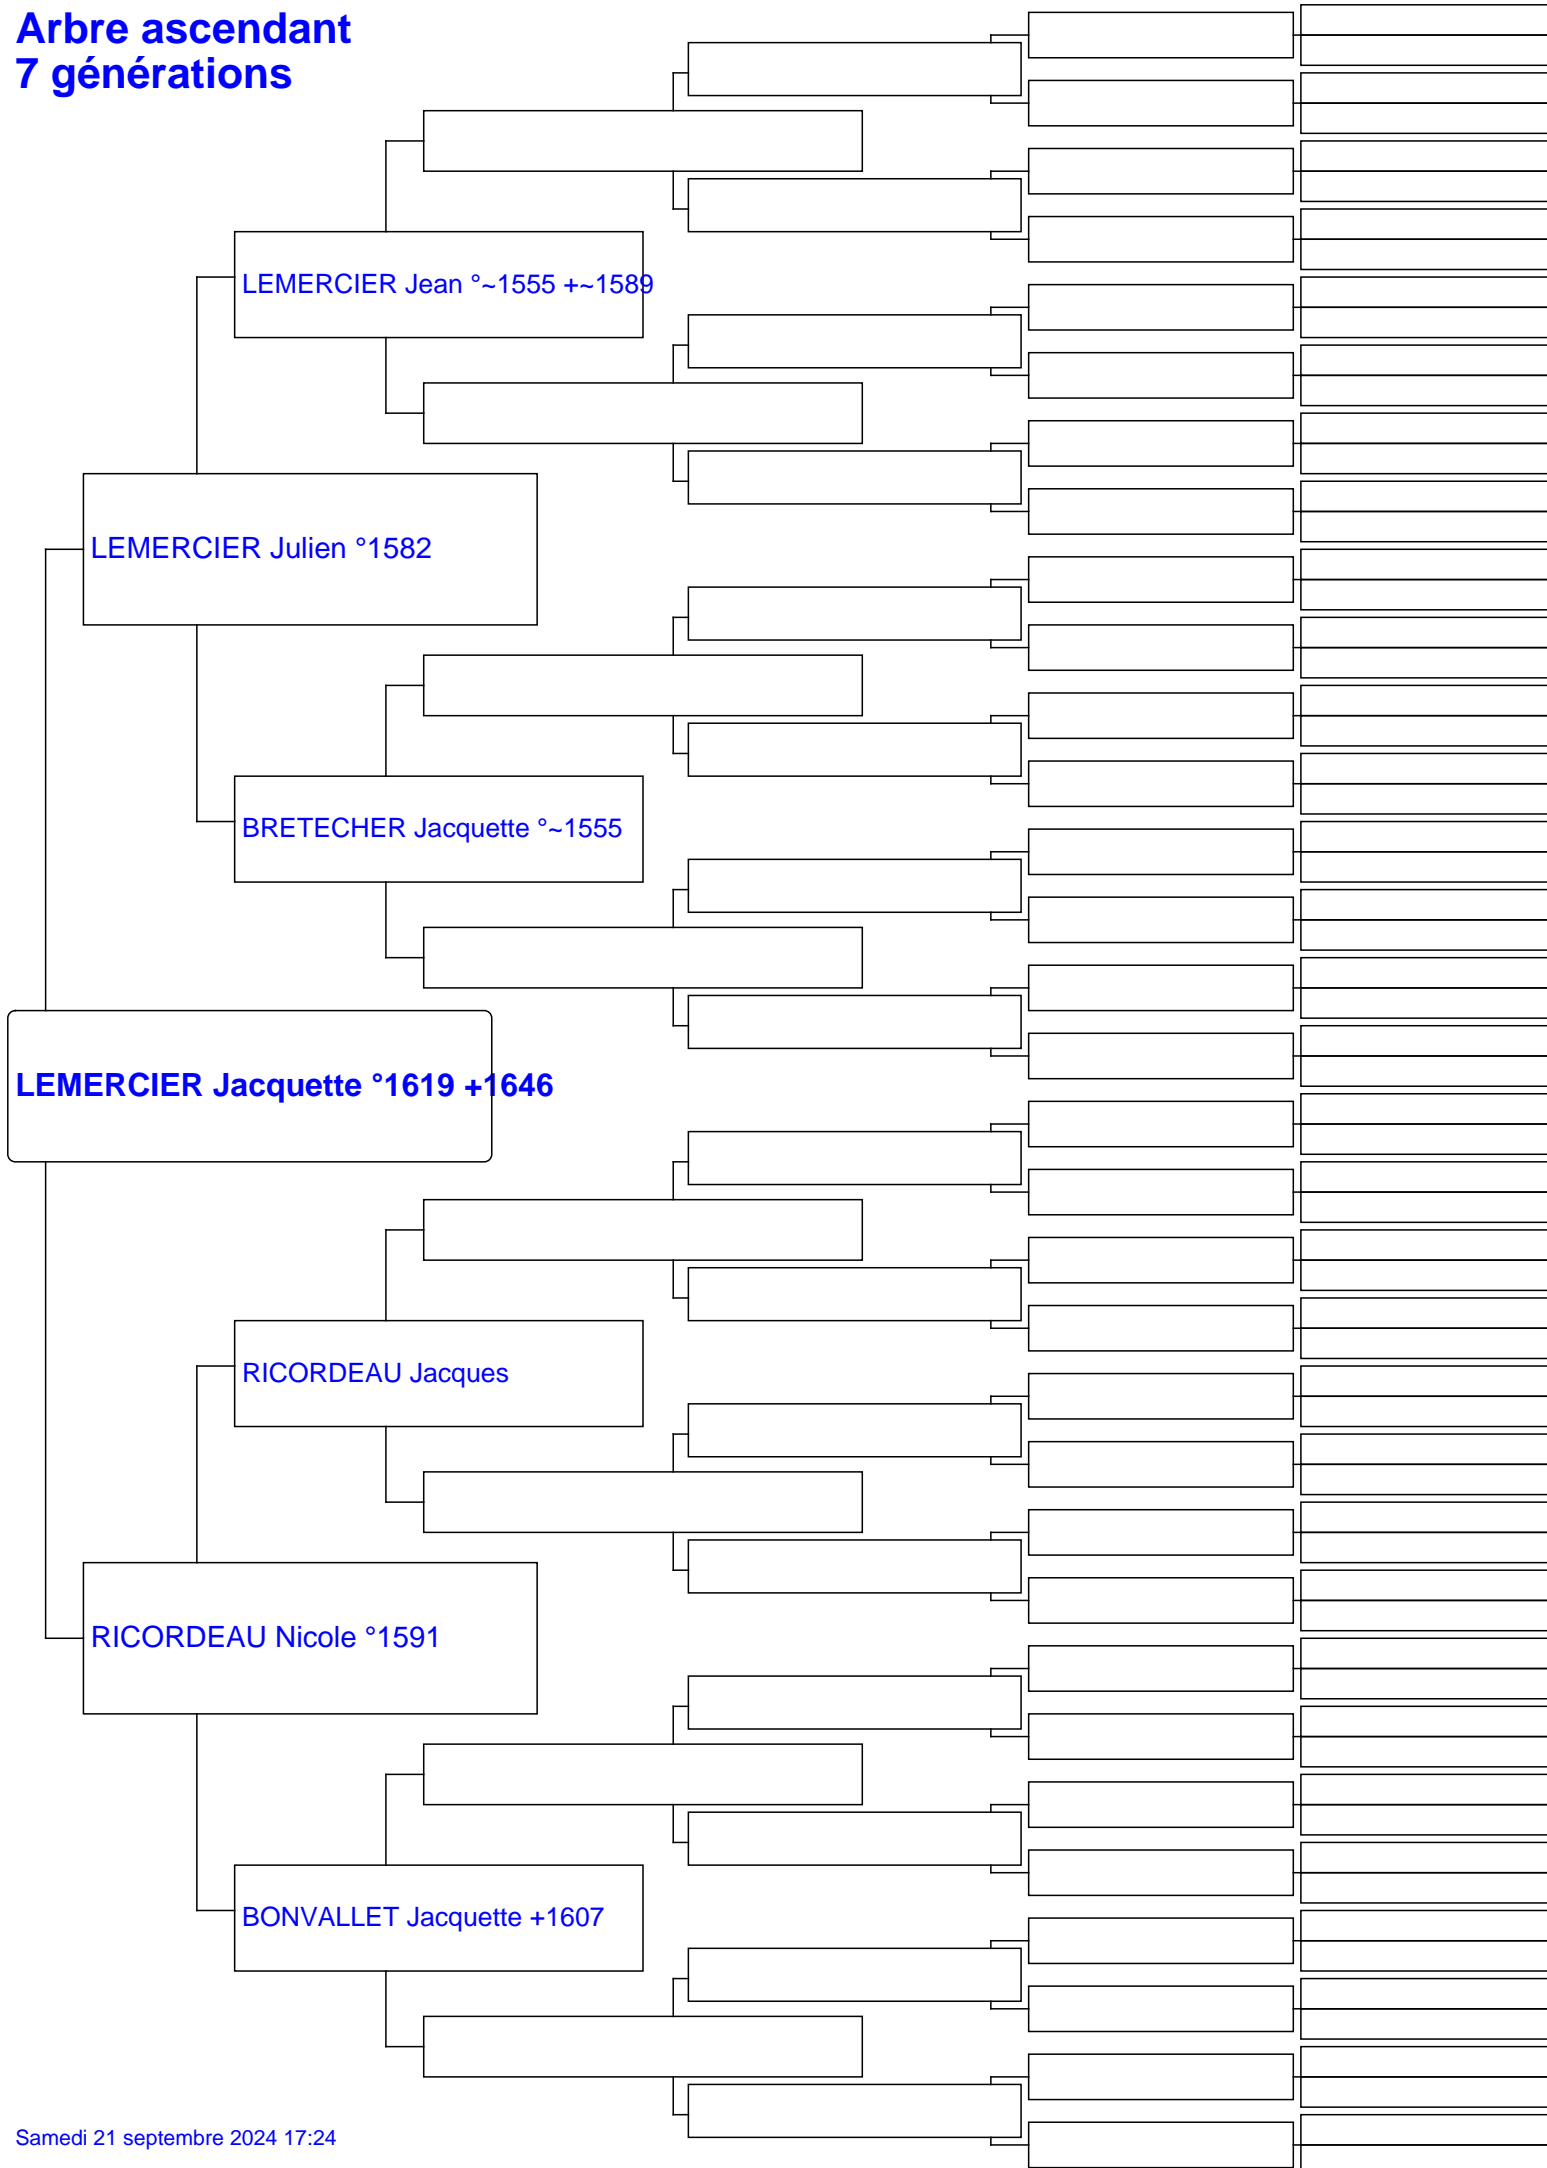 Arbre ascendant
7 générations
LEMERCIER Jean °~1555 +~1589
LEMERCIER Julien °1582
BRETECHER Jacquette °~1555
LEMERCIER Jacquette °1619 +1646
RICORDEAU Jacques
RICORDEAU Nicole °1591
BONVALLET Jacquette +1607
Samedi 21 septembre 2024 17:24